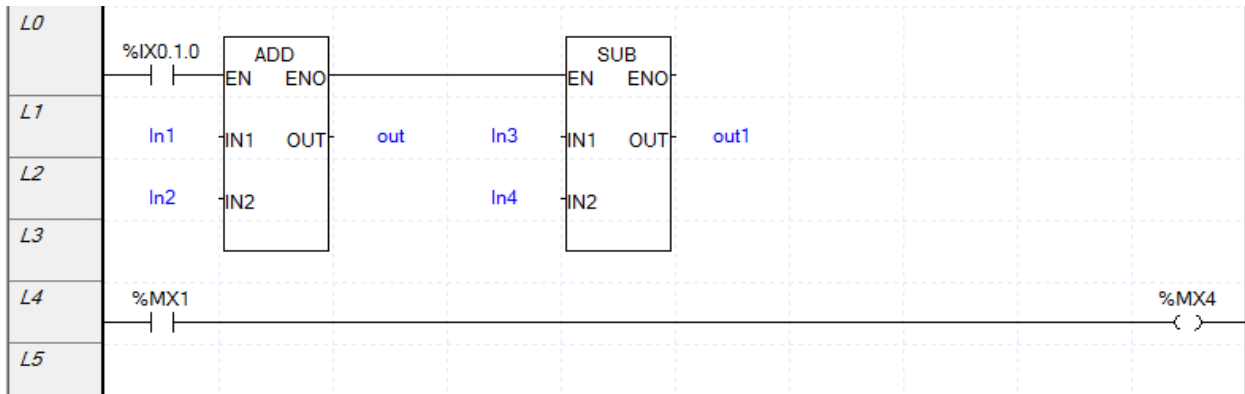 L0
%IX0.1.0 ADD SUB
EN ENO EN ENO
L1
In1 IN1 OUT out In3 IN1 OUT out1
L2
In2 IN2 In4 IN2
L3
L4
%MX1 %MX4
L5